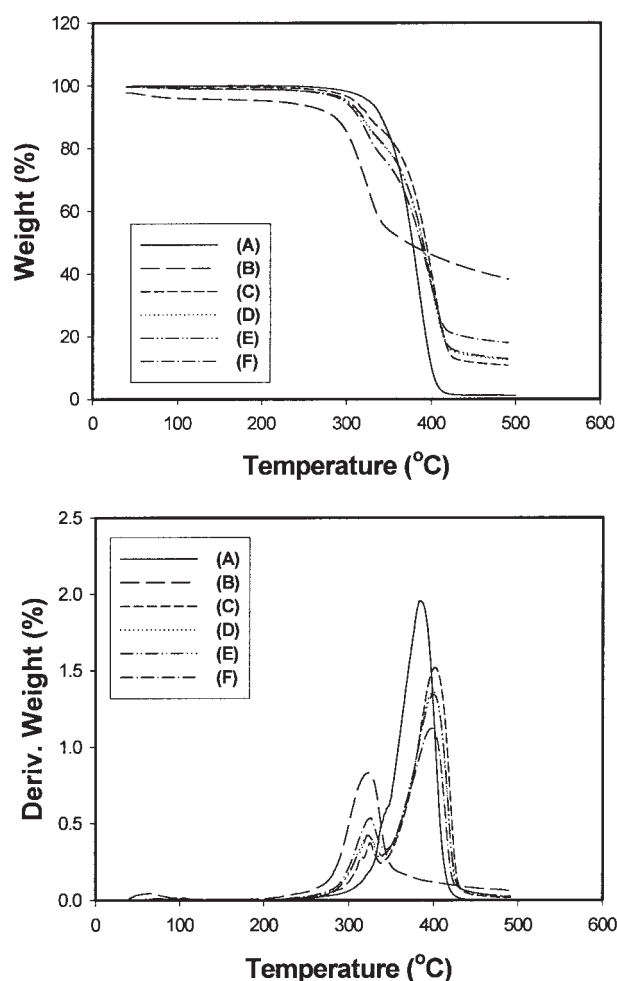 120
100
80
60
40
20
0
Weight (%)
(A)
(B)
(C)
(D)
(E)
(F)
0 100 200 300 400 500 600
Temperature (°C)
2.5
2.0
1.5
1.0
0.5
0.0
Deriv. Weight (%)
(A)
(B)
(C)
(D)
(E)
(F)
0 100 200 300 400 500 600
Temperature (°C)